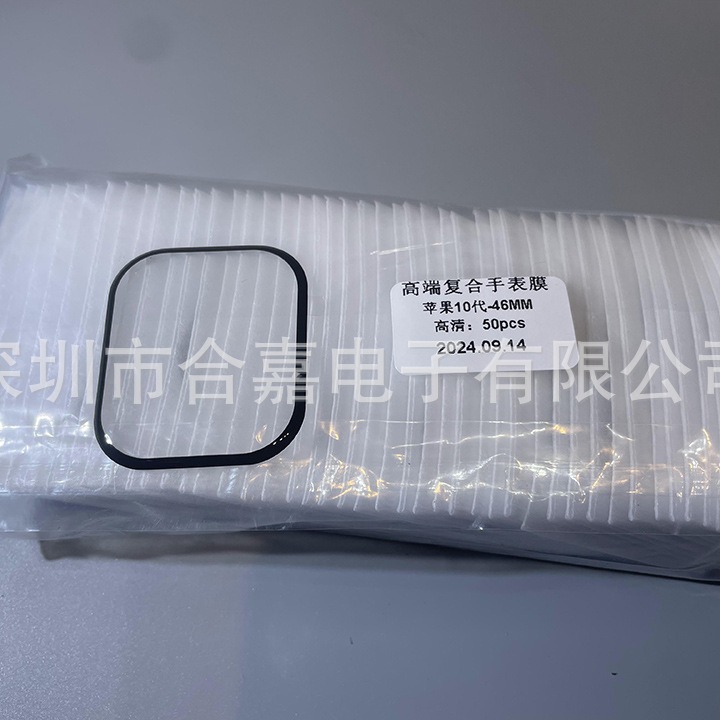 高端复合手表膜
苹果10代-46MM
高清：50pcs
2024.09.14
深圳市合嘉电子有限公司